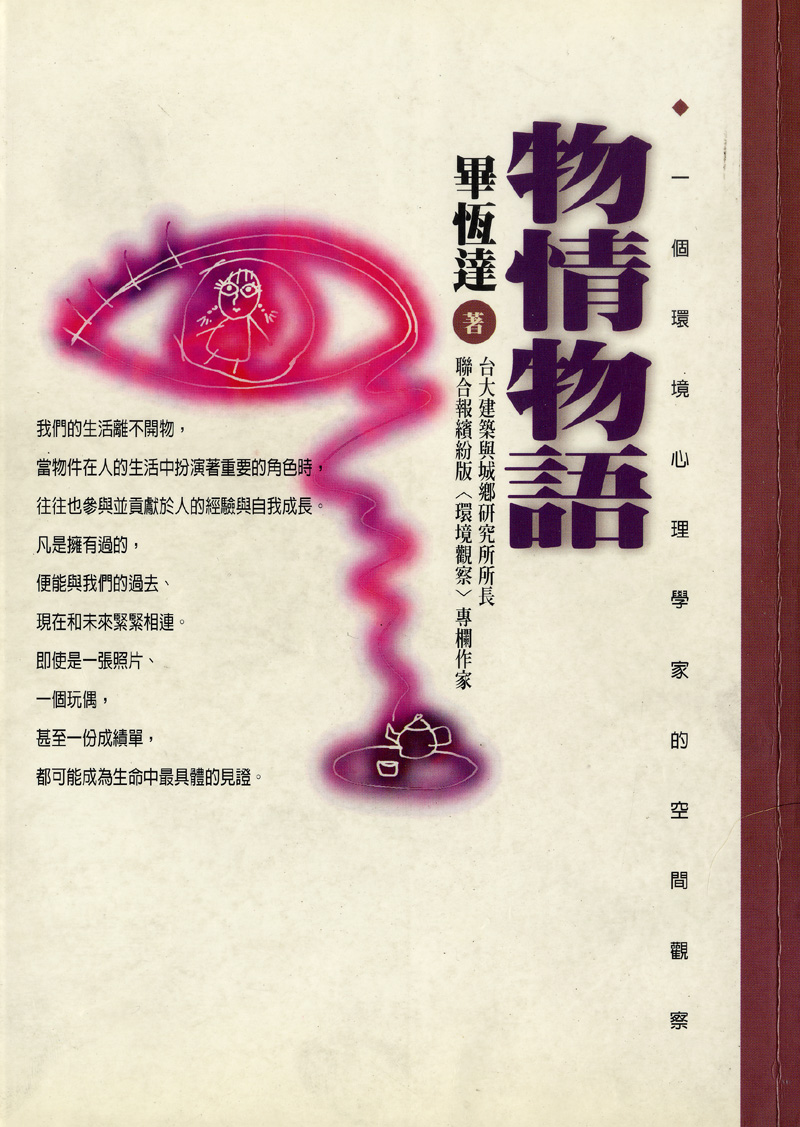 ◆一個環境心理學家的空間觀察
物情物語
畢恆達 著
台大建築與城鄉研究所所長
聯合報繽紛版〈環境觀察〉專欄作家
我們的生活離不開物，
當物件在人的生活中扮演著重要的角色時，
往往也參與並貢獻於人的經驗與自我成長。
凡是擁有過的，
便能與我們的過去、
現在和未來緊緊相連。
即使是一張照片、
一個玩偶，
甚至一份成績單，
都可能成為生命中最具體的見證。